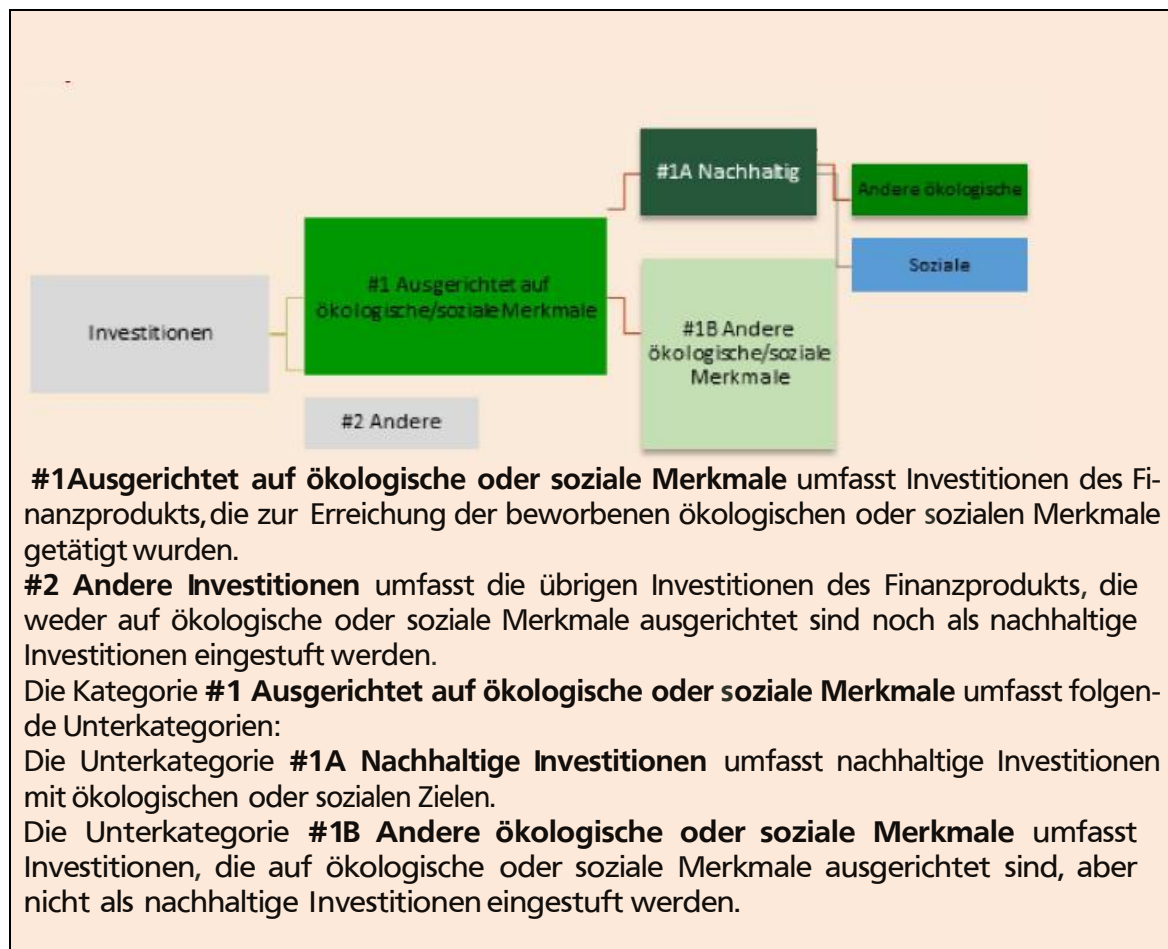 #1A Nachhaltig
Andere ökologische
Soziale
#1 Ausgerichtet auf
ökologische/soziale Merkmale
Investitionen
#1B Andere
ökologische/soziale
Merkmale
#2 Andere
#1Ausgerichtet auf ökologische oder soziale Merkmale umfasst Investitionen des Fi-
nanzprodukts, die zur Erreichung der beworbenen ökologischen oder sozialen Merkmale
getätigt wurden.
#2 Andere Investitionen umfasst die übrigen Investitionen des Finanzprodukts, die
weder auf ökologische oder soziale Merkmale ausgerichtet sind noch als nachhaltige
Investitionen eingestuft werden.
Die Kategorie #1 Ausgerichtet auf ökologische oder soziale Merkmale umfasst folgen-
de Unterkategorien:
Die Unterkategorie #1A Nachhaltige Investitionen umfasst nachhaltige Investitionen
mit ökologischen oder sozialen Zielen.
Die Unterkategorie #1B Andere ökologische oder soziale Merkmale umfasst
Investitionen, die auf ökologische oder soziale Merkmale ausgerichtet sind, aber
nicht als nachhaltige Investitionen eingestuft werden.